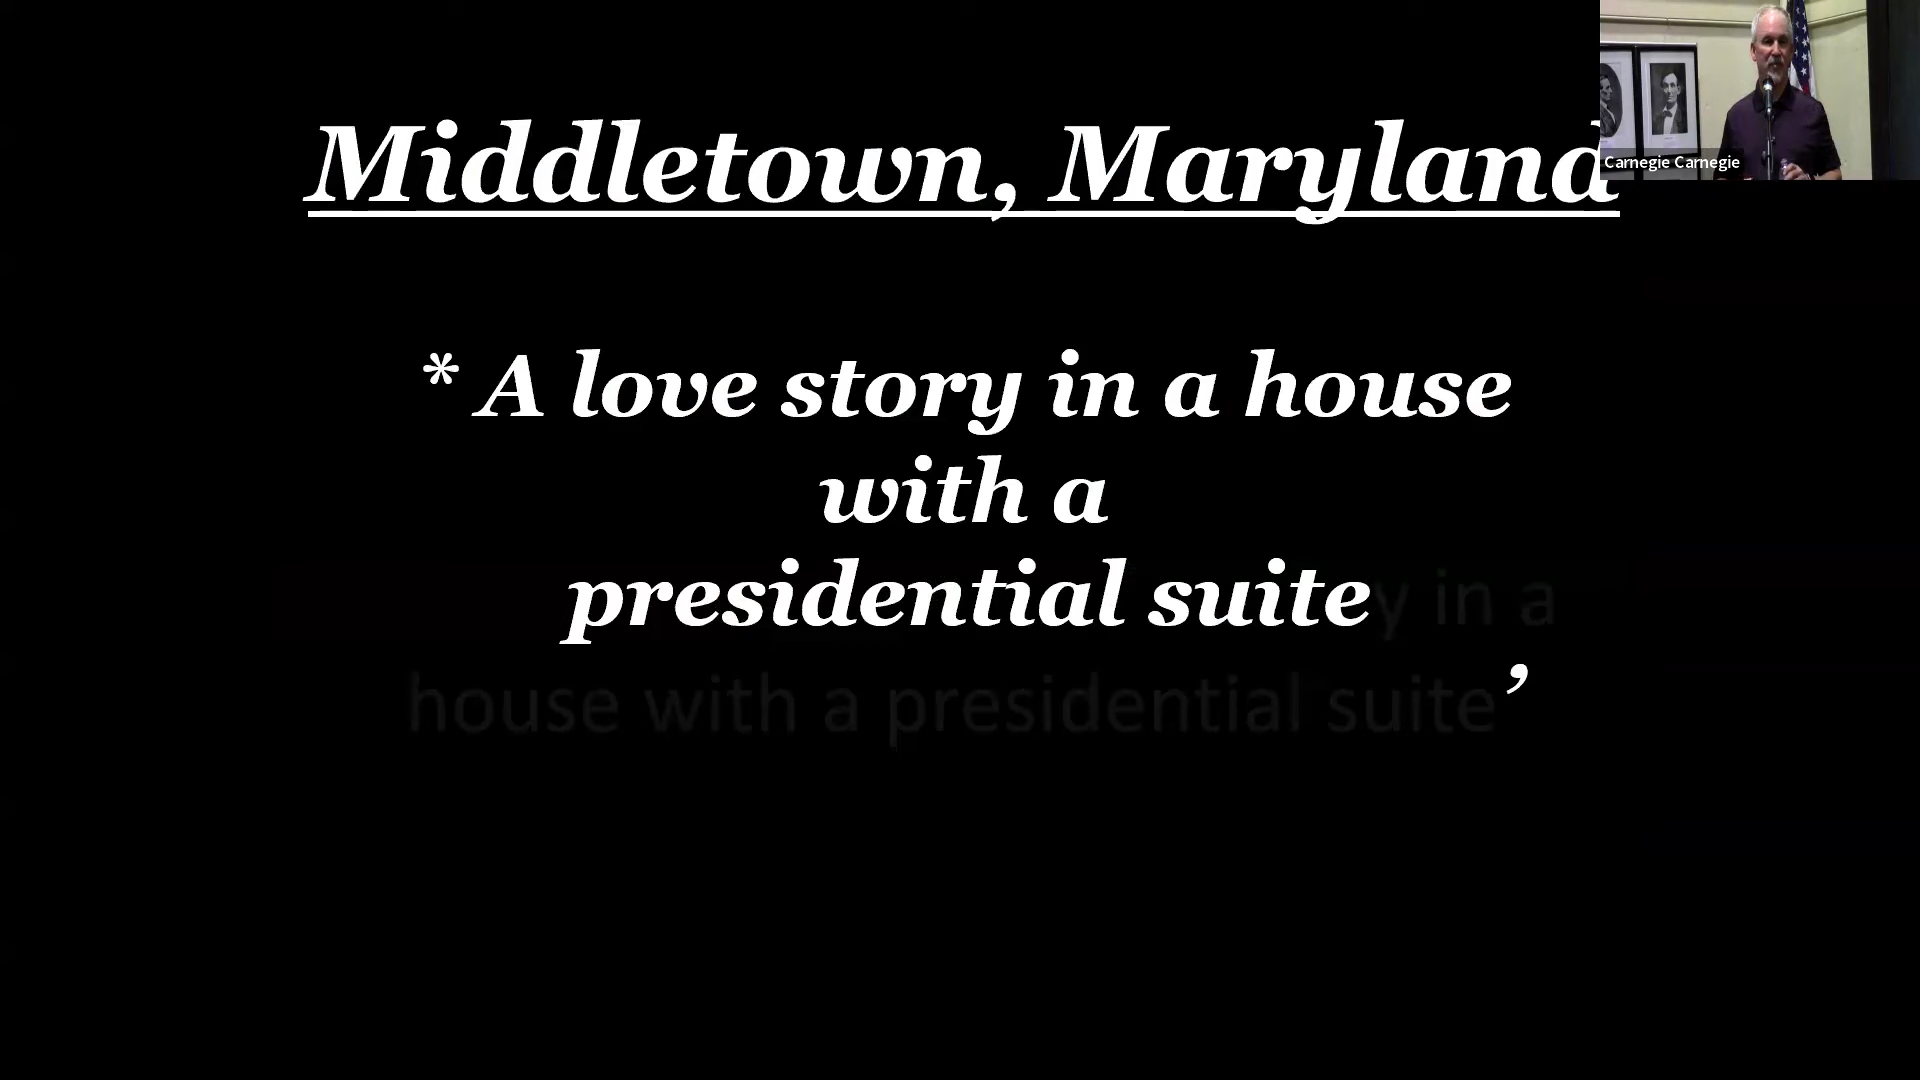 Middletown, Maryland
Carnegie Carnegie
* A love story in a house
with a
presidential suite
y in a
,
house with a presidential suite